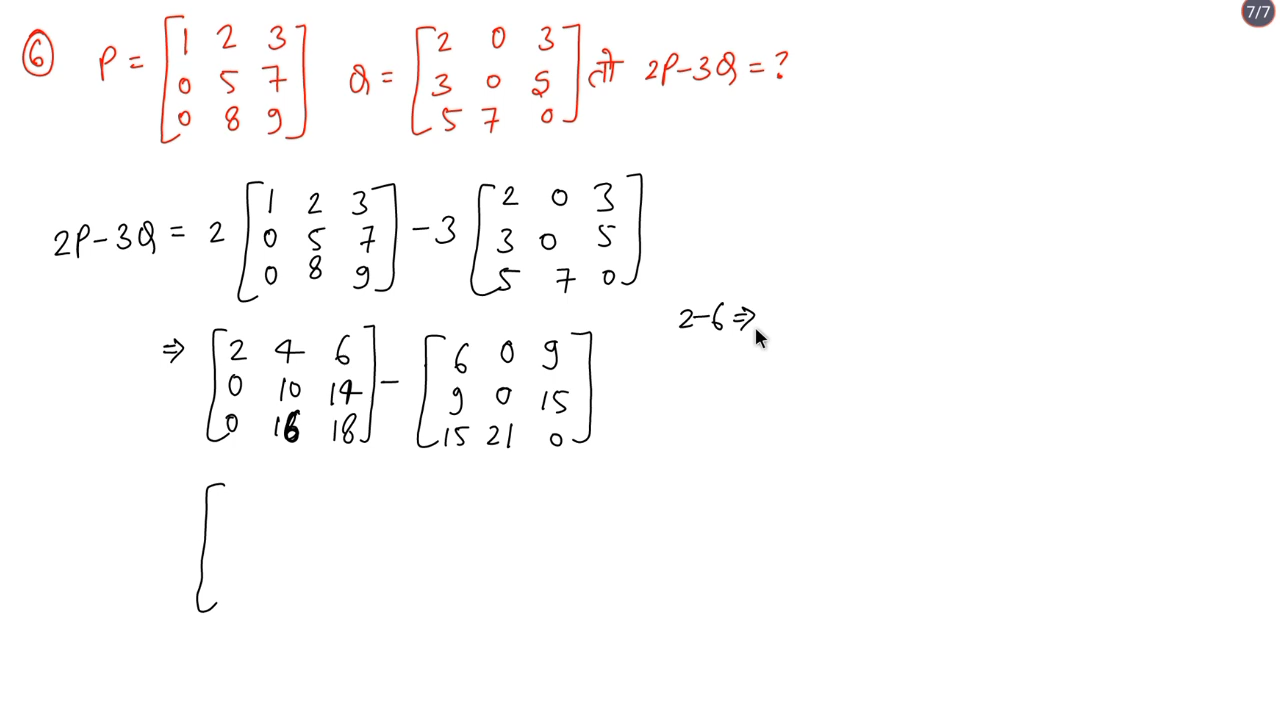 7/7
⑥ P = [1 2 3 Q = [2 0 3 तो 2P-3Q = ?
0 5 7] 3 0 5]
0 8 9 5 7 0
2P-3Q = 2 [1 2 3 -3 [2 0 3
0 5 7] 3 0 5]
0 8 9 5 7 0
2-6 ⇒
⇒ [2 4 6 - [6 0 9
0 10 14] 9 0 15]
0 16 18 15 21 0
[